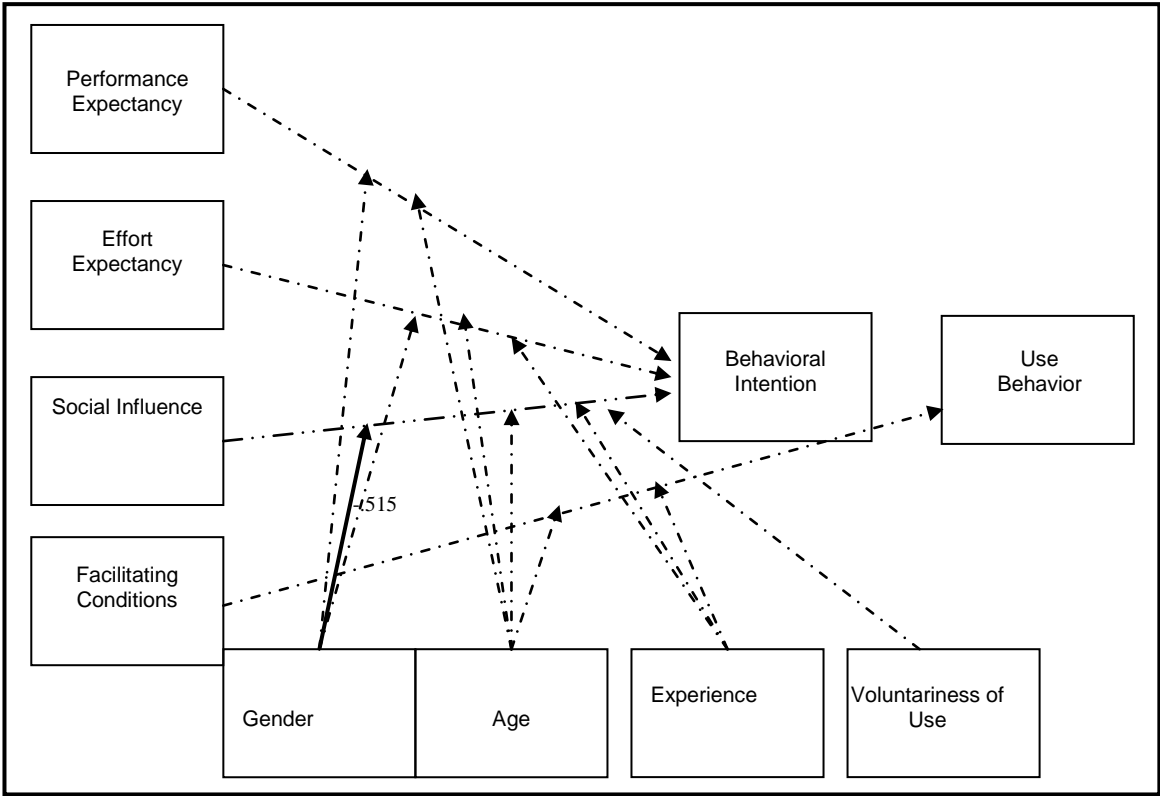 Performance
Expectancy
Effort
Expectancy
Social Influence
Facilitating
Conditions
Behavioral
Intention
Use
Behavior
-.515
Gender
Age
Experience
Voluntariness of
Use